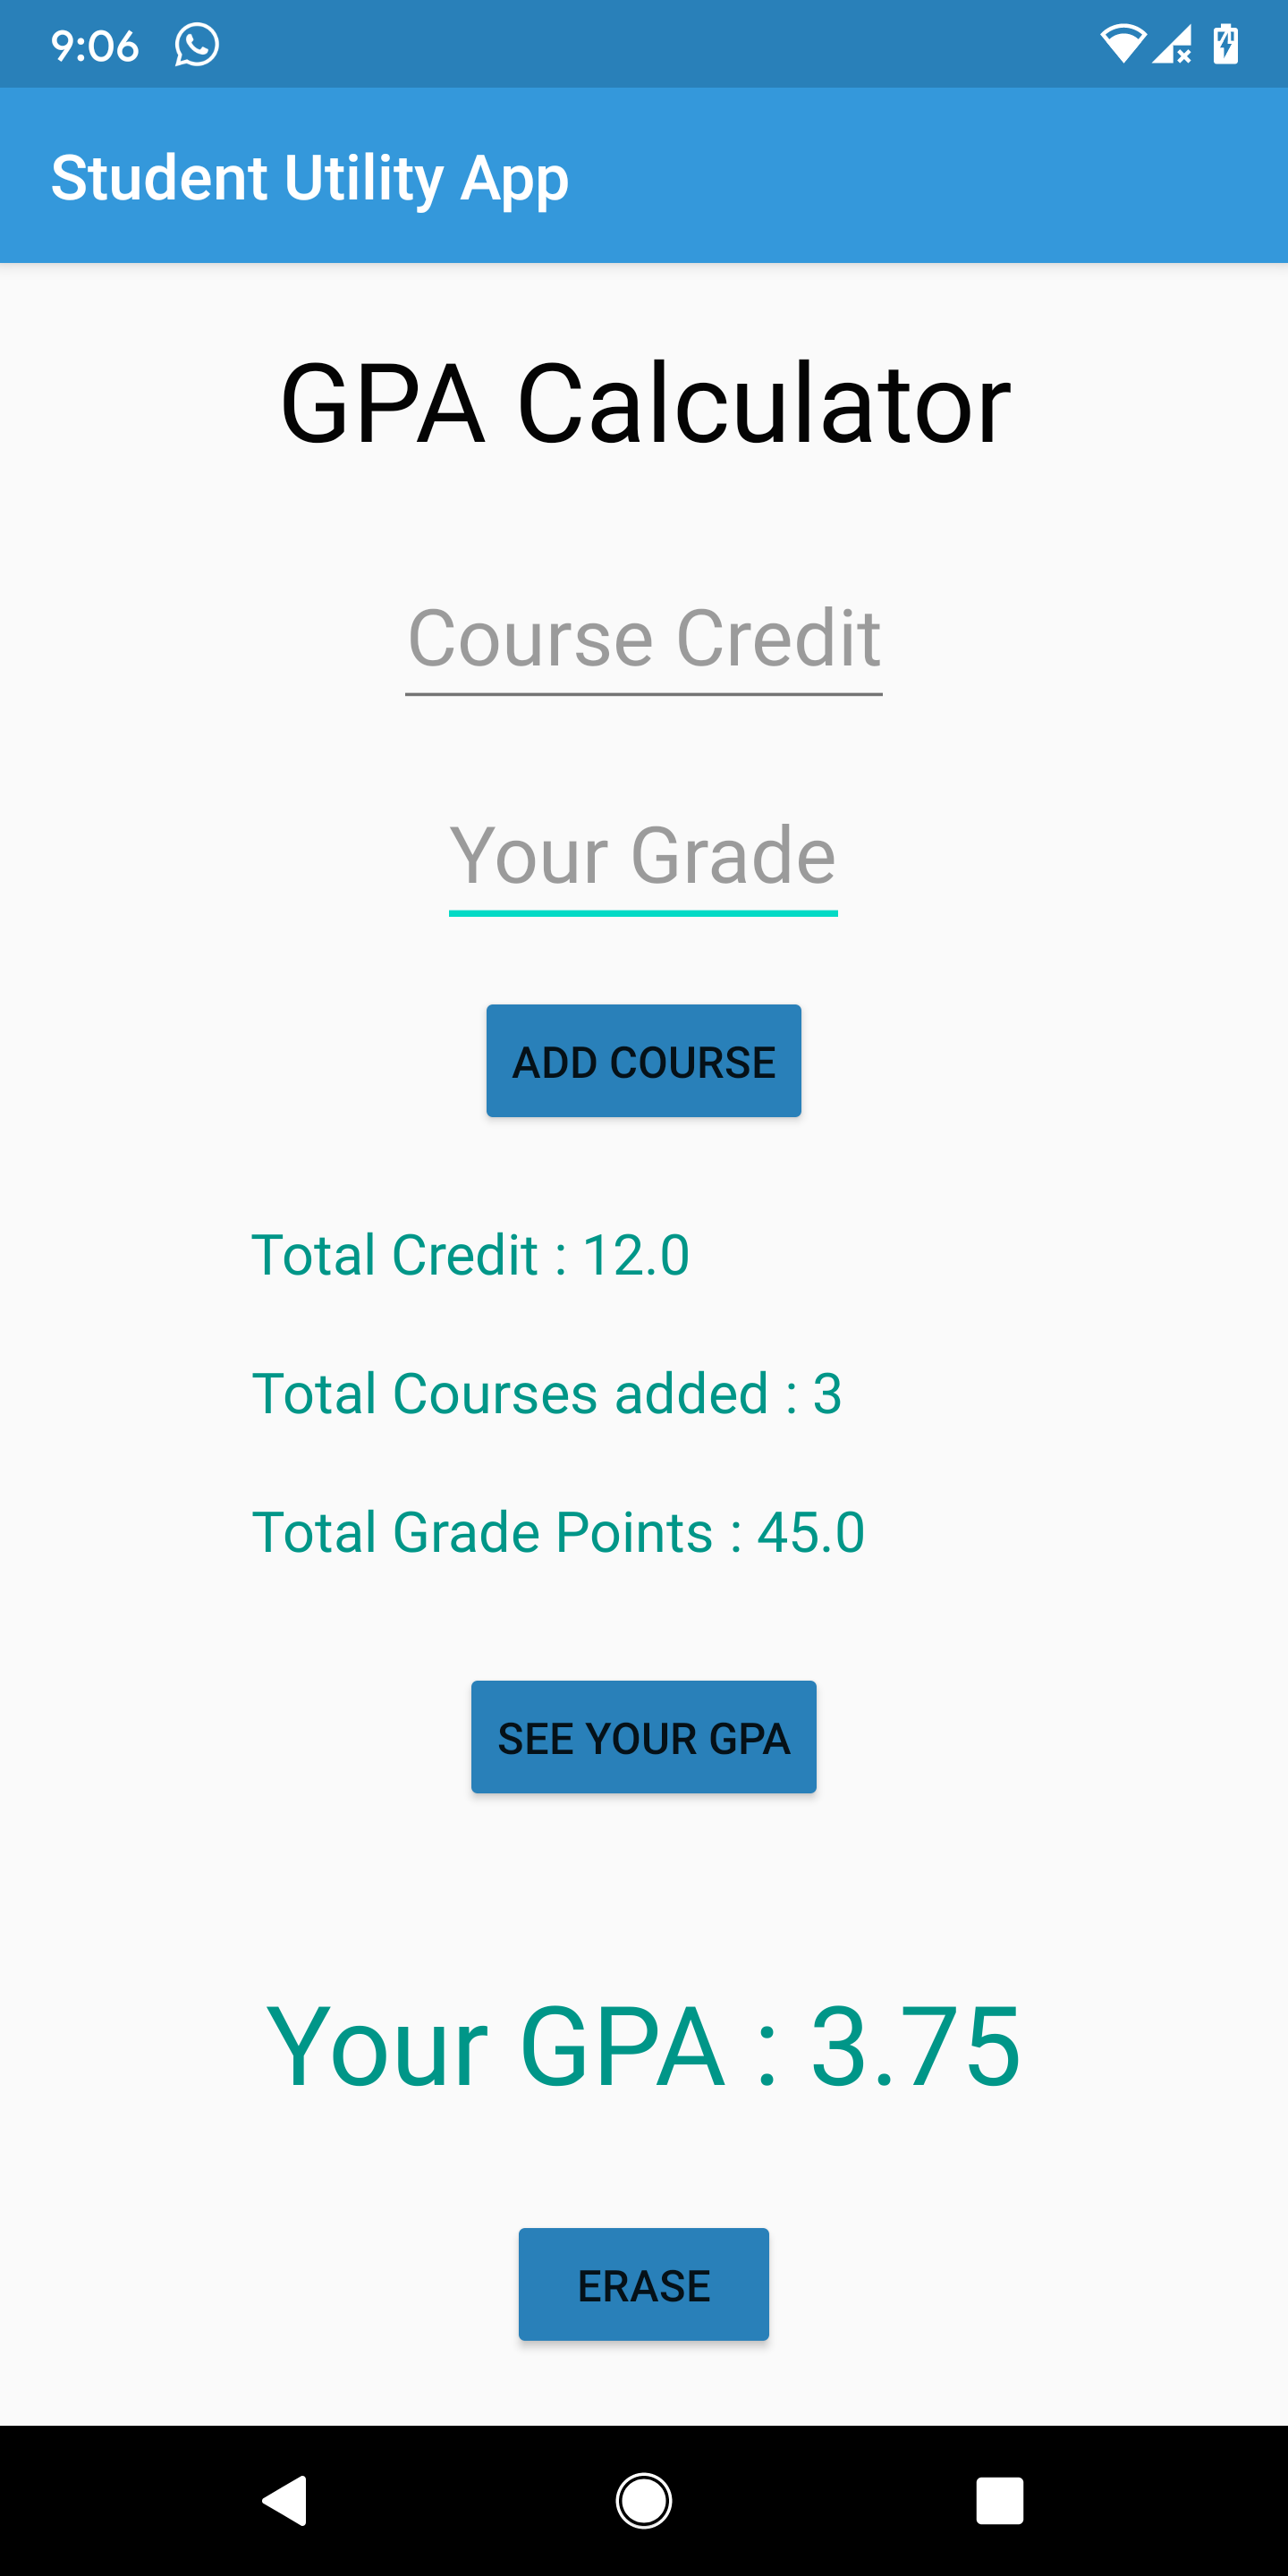 9:06
Student Utility App
GPA Calculator
Course Credit
Your Grade
ADD COURSE
Total Credit : 12.0
Total Courses added : 3
Total Grade Points : 45.0
SEE YOUR GPA
Your GPA : 3.75
ERASE